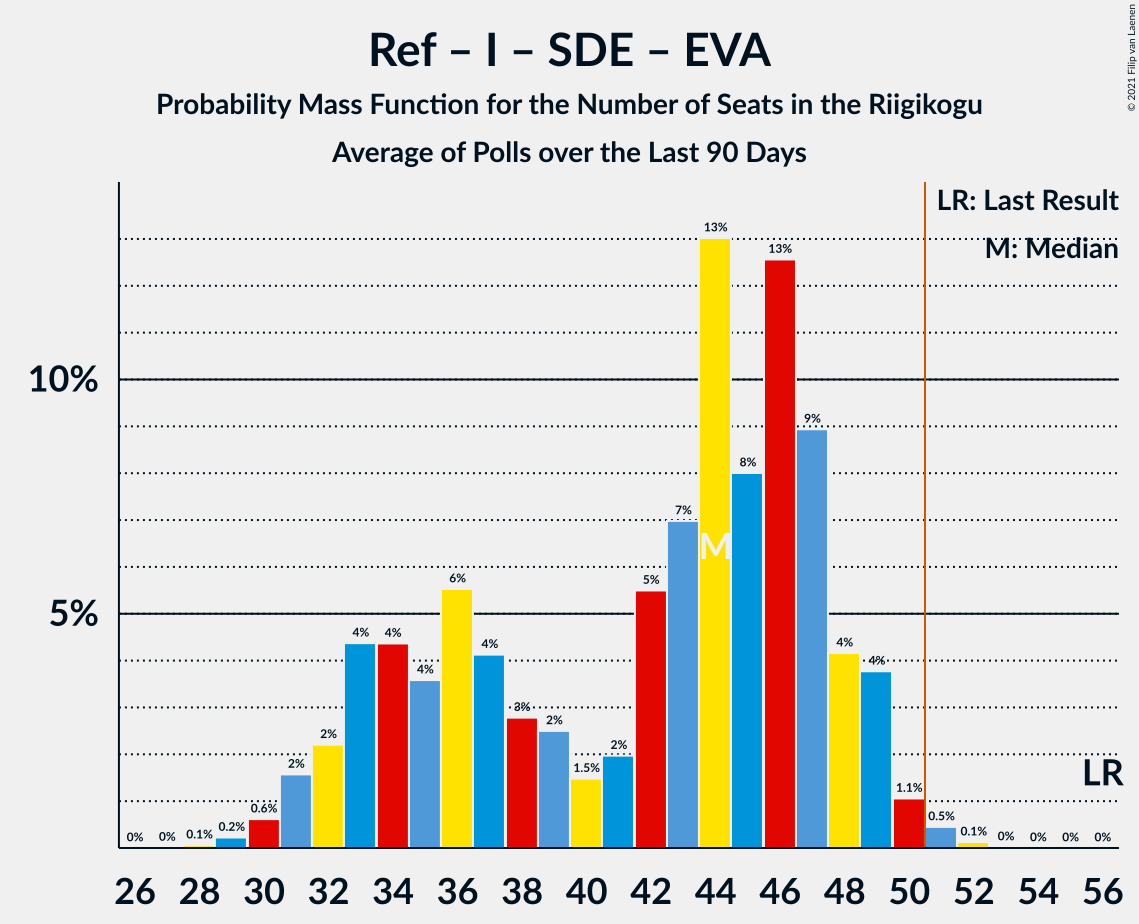 Ref – I – SDE – EVA
Probability Mass Function for the Number of Seats in the Riigikogu
Average of Polls over the Last 90 Days
© 2021 Filip van Laenen
LR: Last Result
M: Median
10%
5%
0% 0% 0.1% 0.2% 0.6% 2% 2% 4% 4% 4% 6% 4% 3% 2% 1.5% 2% 5% 7% 13% 8% 13% 9% 4% 4% 1.1% 0.5% 0.1% 0% 0% 0% 0%
M
LR
26 28 30 32 34 36 38 40 42 44 46 48 50 52 54 56